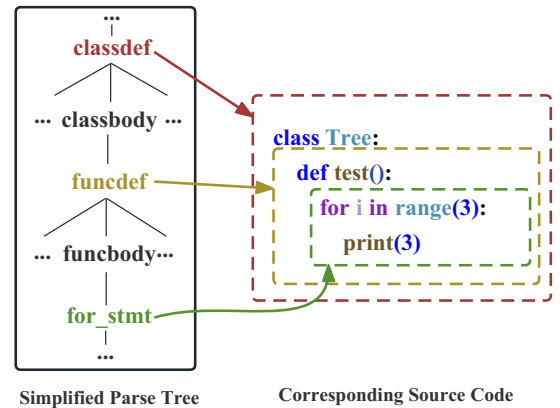 ...
classdef
... classbody ...
funcdef
... funcbody...
for_stmt
...
Simplified Parse Tree
class Tree:
def test():
for i in range(3):
print(3)
Corresponding Source Code